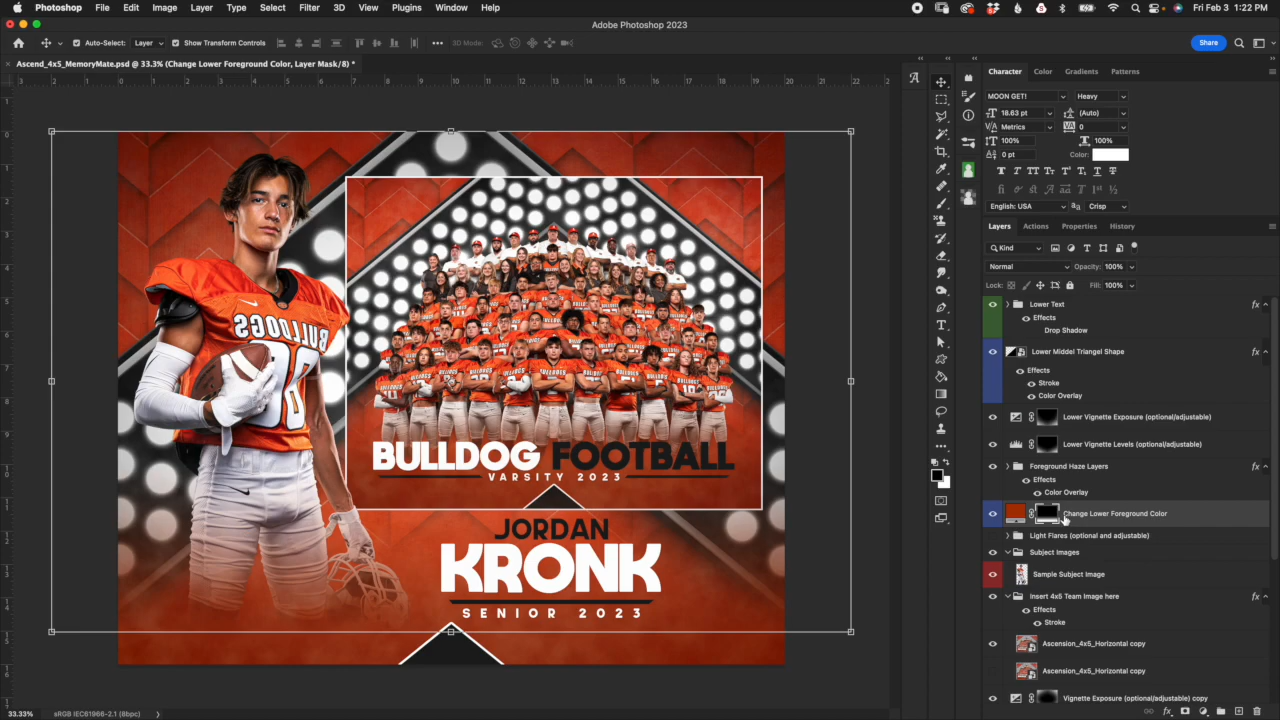 Photoshop File Edit Image Layer Type Select Filter 3D View Plugins Window Help Fri Feb 3 1:22 PM
Adobe Photoshop 2023
Auto-Select: Layer Show Transform Controls 3D Mode: Share
Ascend_4x5_MemoryMate.psd @ 33.3% (Change Lower Foreground Color, Layer Mask/8) *
Character Color Gradients Patterns
MOON GET! Heavy
18.63 pt (Auto)
Metrics 0
100% 100%
0 pt Color:
English: USA Crisp
Layers Actions Properties History
Kind
Normal Opacity: 100%
Lock: Fill: 100%
Lower Text fx
Effects
Drop Shadow
Lower Middel Triangel Shape fx
Effects
Stroke
Color Overlay
Lower Vignette Exposure (optional/adjustable)
Lower Vignette Levels (optional/adjustable)
Foreground Haze Layers fx
Effects
Color Overlay
Change Lower Foreground Color
Light Flares (optional and adjustable)
Subject Images
Sample Subject Image
Insert 4x5 Team Image here fx
Effects
Stroke
Ascension_4x5_Horizontal copy
Ascension_4x5_Horizontal copy
Vignette Exposure (optional/adjustable) copy
BULLDOGS
BULLDOG FOOTBALL
VARSITY 2023
JORDAN
KRONK
SENIOR 2023
33.33% sRGB IEC61966-2.1 (8bpc)